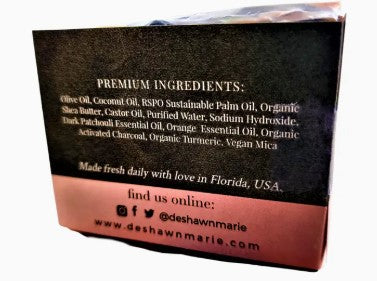 PREMIUM INGREDIENTS:
Olive Oil, Coconut Oil, RSPO Sustainable Palm Oil, Organic
Shea Butter, Castor Oil, Purified Water, Sodium Hydroxide,
Dark Patchouli Essential Oil, Orange Essential Oil, Organic
Activated Charcoal, Organic Turmeric, Vegan Mica
Made fresh daily with love in Florida, USA.
find us online:
@deshawnmarie
www.deshawnmarie.com